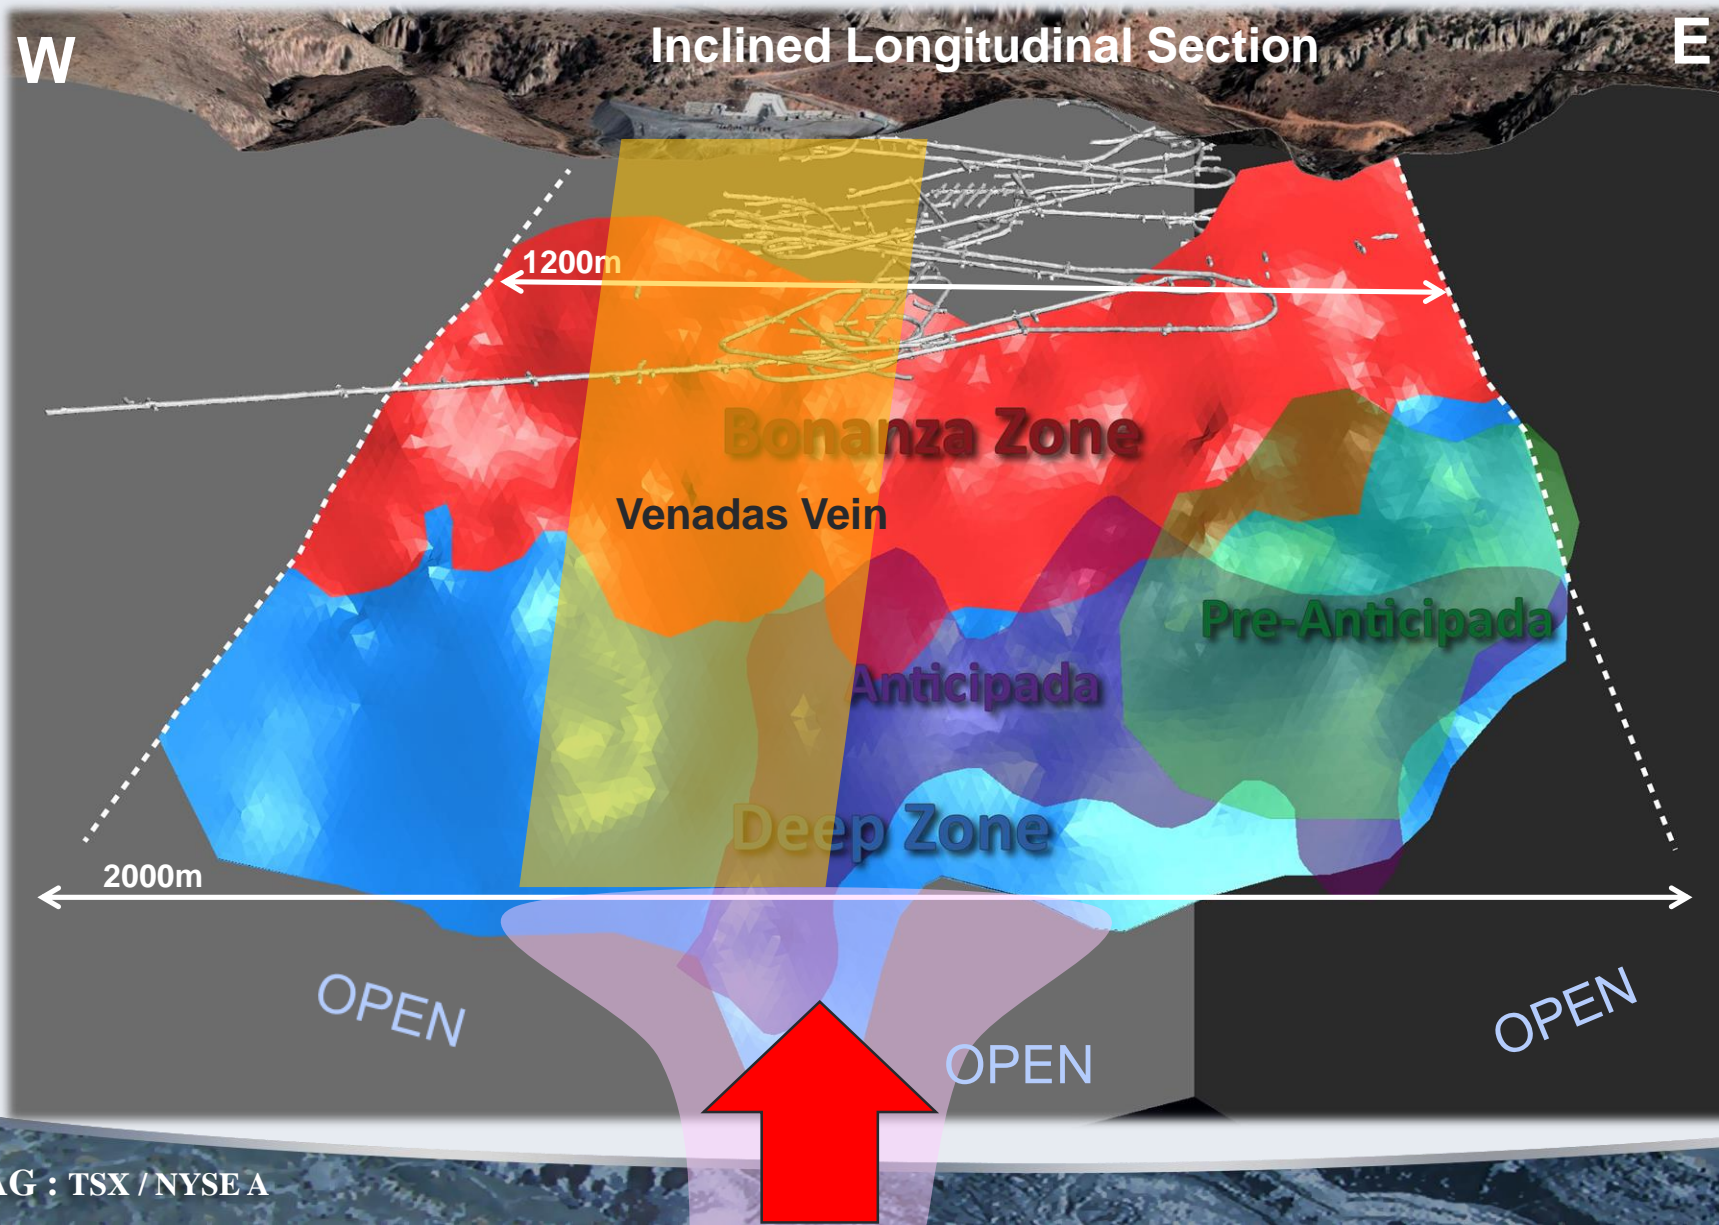 W
Inclined Longitudinal Section
E
1200m
Bonanza Zone
Venadas Vein
Pre-Anticipada
Anticipada
Deep Zone
2000m
OPEN
OPEN
OPEN
AG : TSX / NYSE A